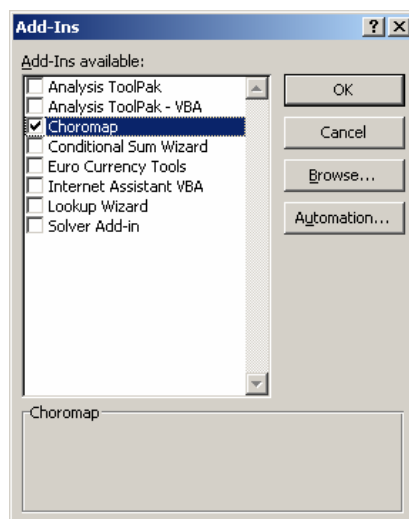 Add-Ins
Add-Ins available:
Analysis ToolPak
Analysis ToolPak - VBA
Choromap
Conditional Sum Wizard
Euro Currency Tools
Internet Assistant VBA
Lookup Wizard
Solver Add-in
OK
Cancel
Browse...
Automation...
Choromap